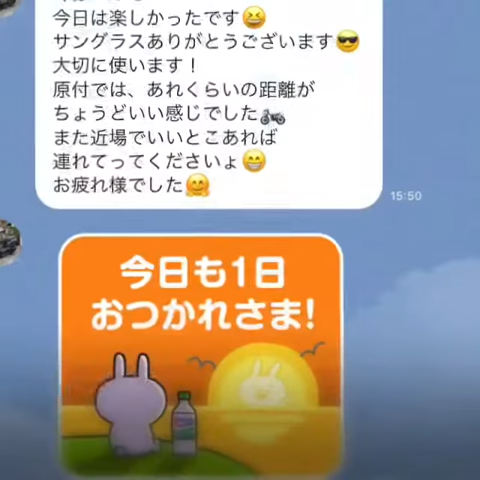 今日は楽しかったです😆
サングラスありがとうございます😎
大切に使います！
原付では、あれくらいの距離が
ちょうどいい感じでした🏍️
また近場でいいとこあれば
連れてってくださいょ😁
お疲れ様でした🤗
15:50
今日も1日
おつかれさま!